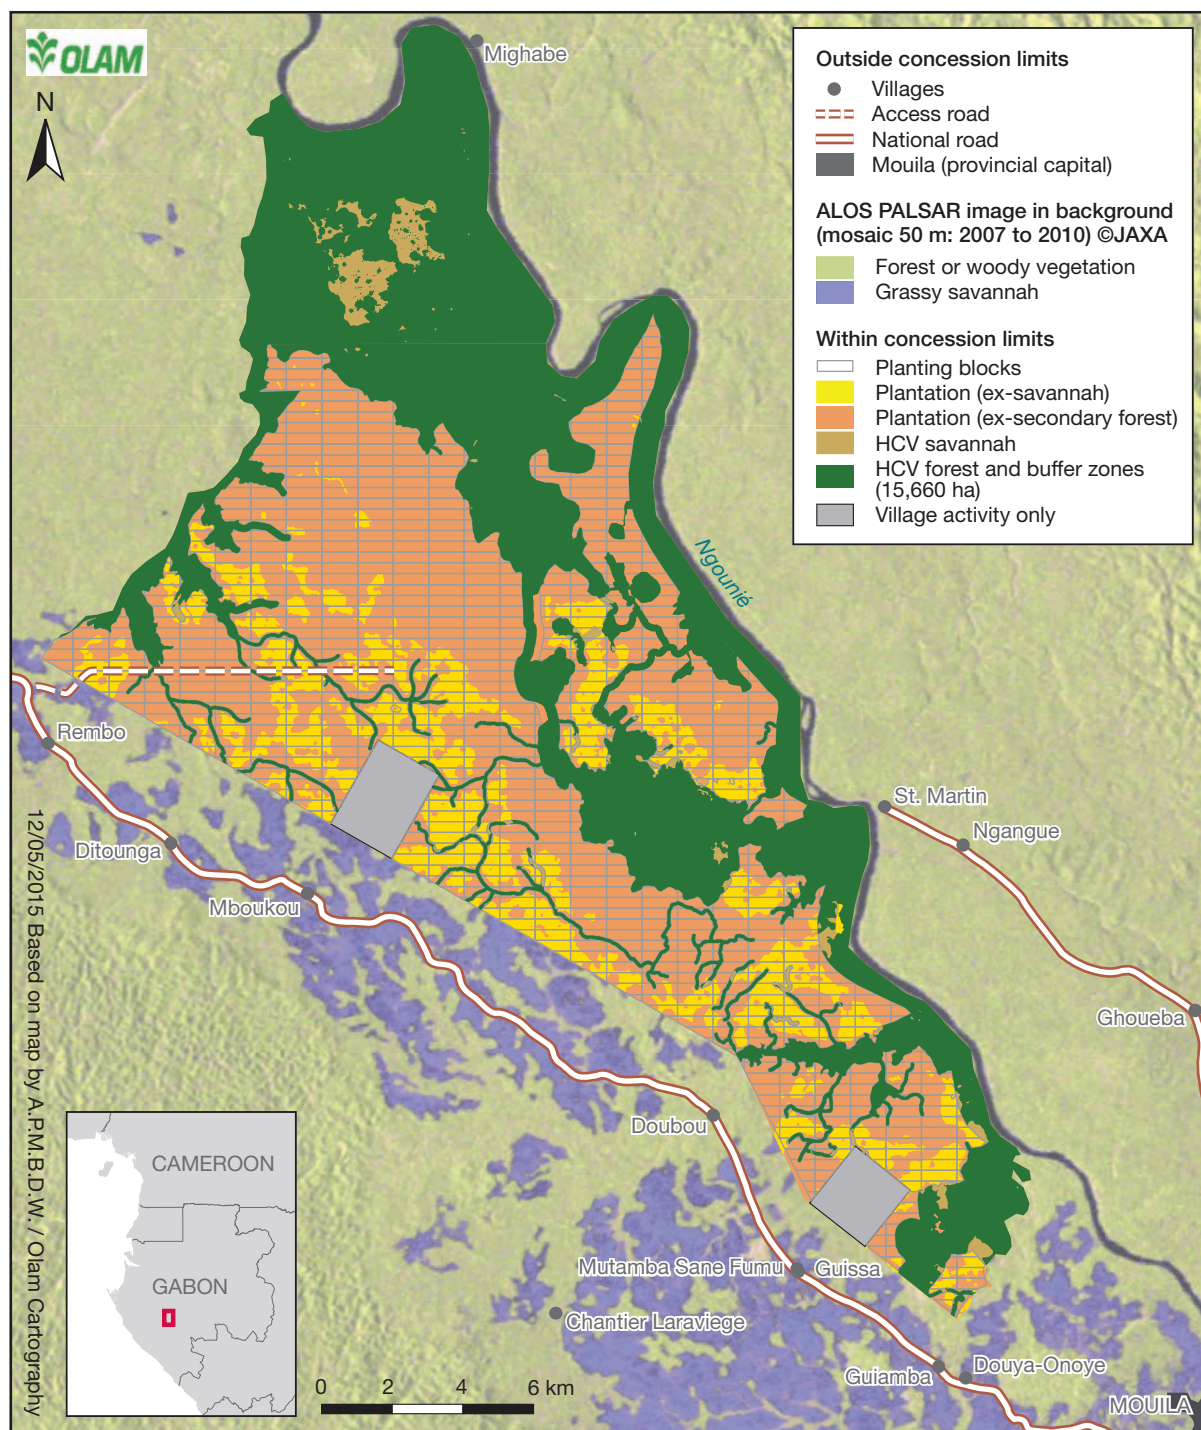 OLAM
N
Mighabe
Outside concession limits
Villages
Access road
National road
Mouila (provincial capital)
ALOS PALSAR image in background
(mosaic 50 m: 2007 to 2010) ©JAXA
Forest or woody vegetation
Grassy savannah
Within concession limits
Planting blocks
Plantation (ex-savannah)
Plantation (ex-secondary forest)
HCV savannah
HCV forest and buffer zones
(15,660 ha)
Village activity only
Ngounié
Rembo
St. Martin
Ngangue
Ditounga
Mboukou
Ghoueba
Doubou
Mutamba Sane Fumu
Guissa
Chantier Laraviege
Guiamba
Douya-Onoye
MOUILA
CAMEROON
GABON
0 2 4 6 km
12/05/2015 Based on map by A.P.M.B.D.W. / Olam Cartography